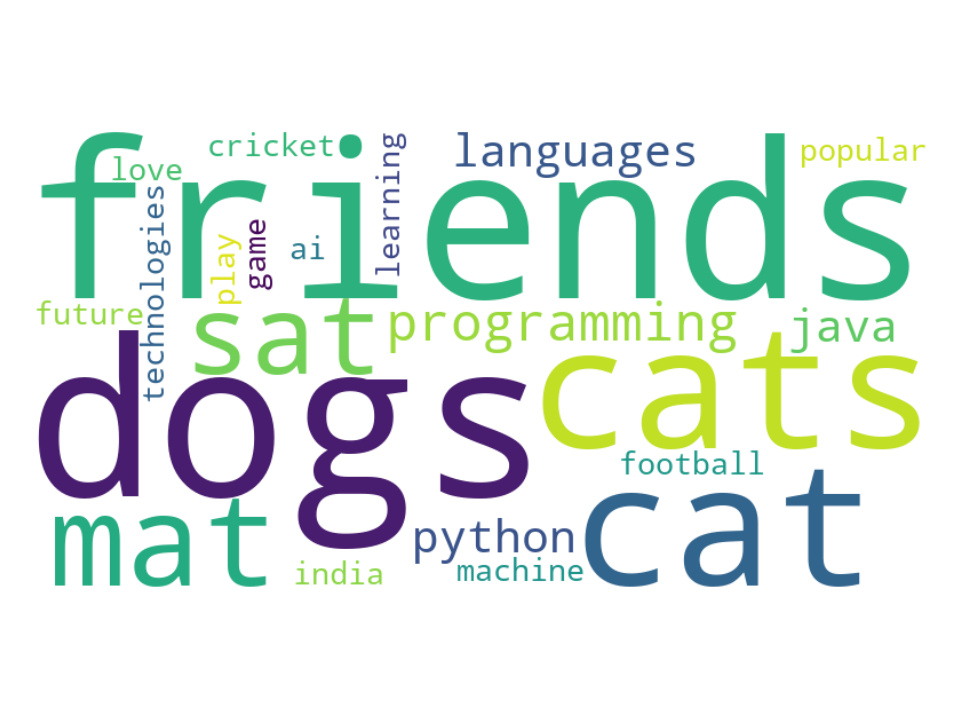 friends
love
cricket
learning
languages
popular
technologies
play
game
ai
future
sat
programming
java
dogs
cats
football
mat
python
cat
india
machine